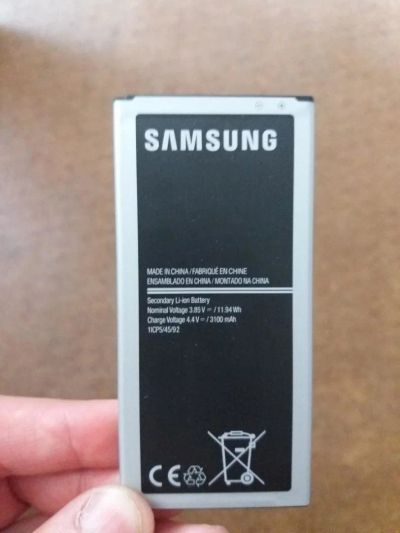 SAMSUNG
MADE IN CHINA / FABRIQUÉ EN CHINE
ENSAMBLADO EN CHINA / MONTADO NA CHINA
Secondary Li-ion Battery
Nominal Voltage 3.85 V ⎓ / 11.94 Wh
Charge Voltage 4.4 V ⎓ / 3100 mAh
1ICP5/45/92
CE